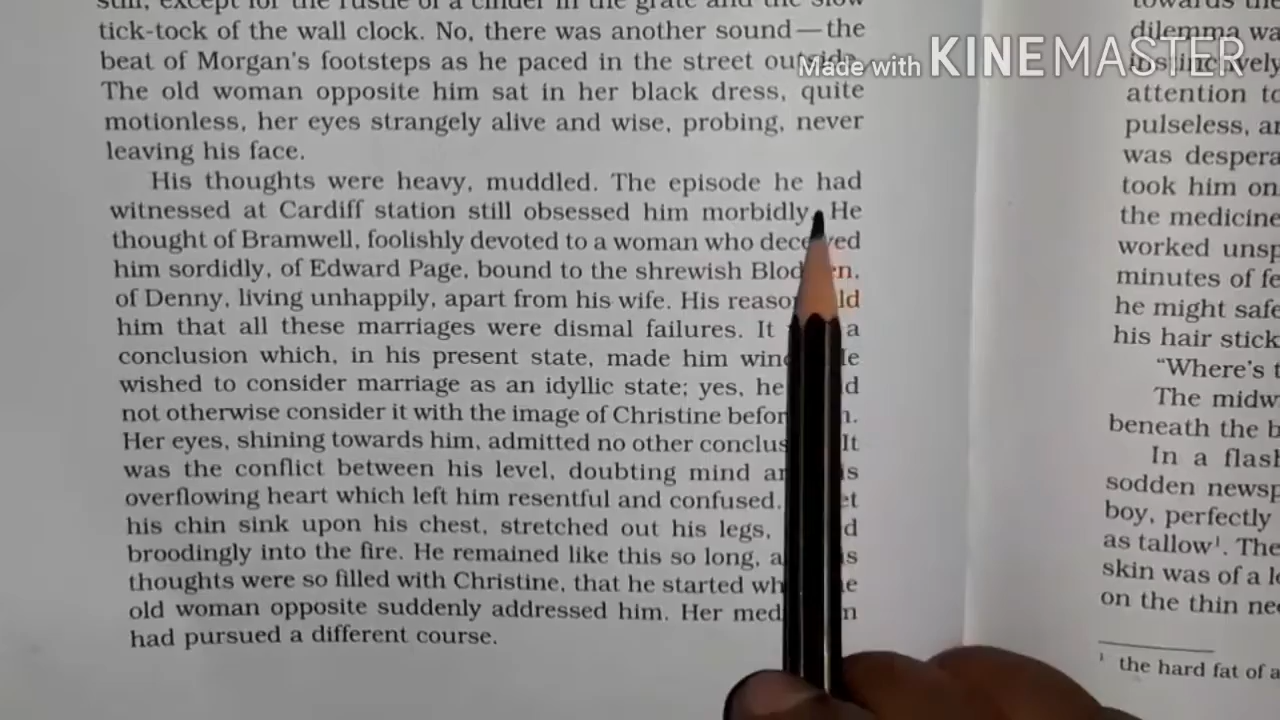 still, except for the rustle of a cinder in the grate and the slow
tick-tock of the wall clock. No, there was another sound—the
beat of Morgan's footsteps as he paced in the street
The old woman opposite him sat in her black dress, quite
motionless, her eyes strangely alive and wise, probing, never
leaving his face.
His thoughts were heavy, muddled. The episode he had
witnessed at Cardiff station still obsessed him morbidly. He
thought of Bramwell, foolishly devoted to a woman who
him sordidly, of Edward Page, bound to the shrewish
of Denny, living unhappily, apart from his wife. His
him that all these marriages were dismal failures. It a
conclusion which, in his present state, made him
wished to consider marriage as an idyllic state; yes, he
not otherwise consider it with the image of Christine
Her eyes, shining towards him, admitted no other It
was the conflict between his level, doubting mind
overflowing heart which left him resentful and confused.
his chin sink upon his chest, stretched out his legs,
broodingly into the fire. He remained like this so long,
thoughts were so filled with Christine, that he started
old woman opposite suddenly addressed him. Her
had pursued a different course.
towards the
dilemma
attention
pulseless,
was
took him on
the medicine
worked
minutes of
he might
his hair
"Where's
The
beneath the
In a
sodden
boy, perfectly
as tallow¹. The
skin was of a
on the thin
¹ the hard fat of a
Made with KINEMASTER